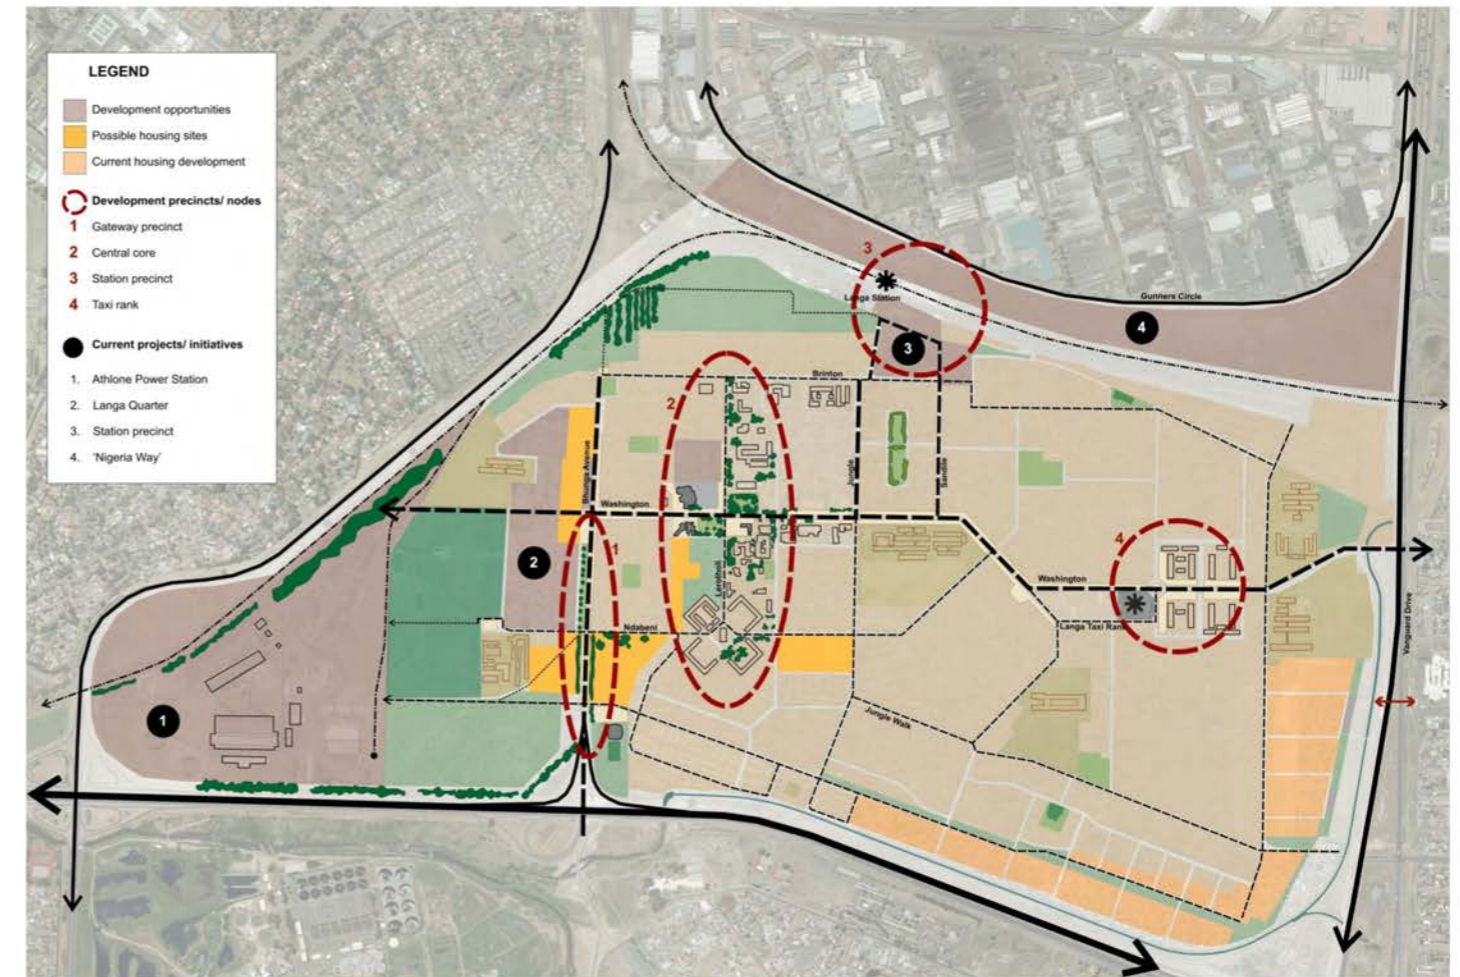 LEGEND
Development opportunities
Possible housing sites
Current housing development
Development precincts/ nodes
1 Gateway precinct
2 Central core
3 Station precinct
4 Taxi rank
Current projects/ initiatives
1. Athlone Power Station
2. Langa Quarter
3. Station precinct
4. ‘Nigeria Way’
3
Langa Station
Gunners Circle
4
3
Brinton
2
Bhunga Avenue
Washington
Jungle
Sandile
4
2
1
Lerotholi
Washington
Langa Taxi Rank
Ndabeni
Vanguard Drive
1
Jungle Walk